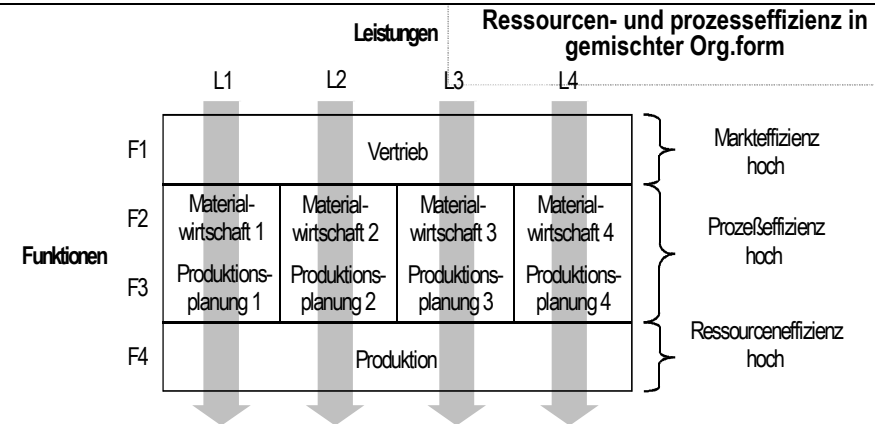 Leistungen
Ressourcen- und prozesseffizienz in
gemischter Org.form
L1
L2
L3
L4
F1
Vertrieb
Markteffizienz
hoch
Funktionen
F2
Material-
wirtschaft 1
Material-
wirtschaft 2
Material-
wirtschaft 3
Material-
wirtschaft 4
Prozeßeffizienz
hoch
F3
Produktions-
planung 1
Produktions-
planung 2
Produktions-
planung 3
Produktions-
planung 4
F4
Produktion
Ressourceneffizienz
hoch